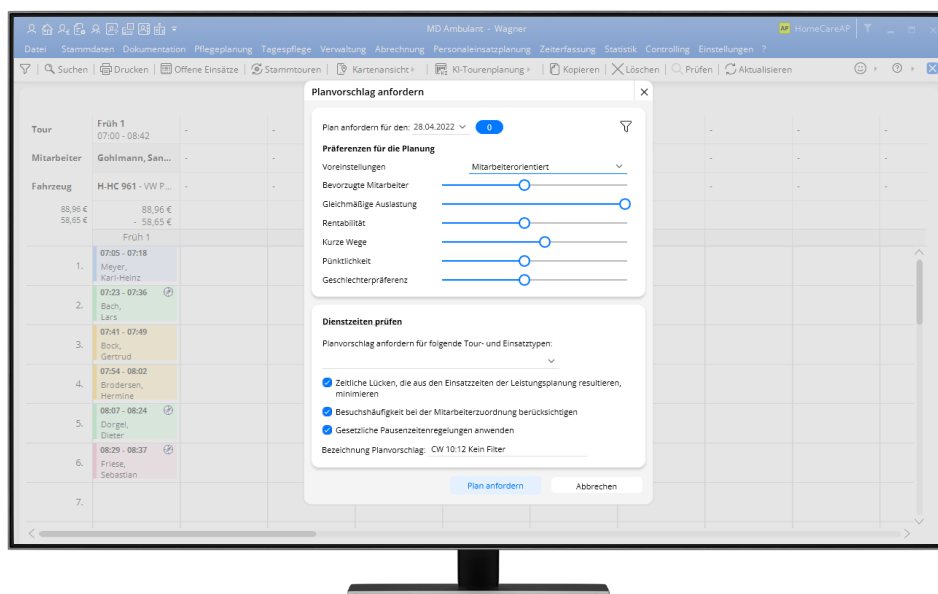 MD Ambulant - Wagner
AP HomeCareAP
Datei Stammdaten Dokumentation Pflegeplanung Tagespflege Verwaltung Abrechnung Personaleinsatzplanung Zeiterfassung Statistik Controlling Einstellungen ?
Suchen Drucken Offene Einsätze Stammtouren Kartenansicht KI-Tourenplanung Kopieren Löschen Prüfen Aktualisieren
Planvorschlag anfordern
Plan anfordern für den: 28.04.2022 0
Präferenzen für die Planung
Voreinstellungen Mitarbeiterorientiert
Bevorzugte Mitarbeiter
Gleichmäßige Auslastung
Rentabilität
Kurze Wege
Pünktlichkeit
Geschlechterpräferenz
Dienstzeiten prüfen
Planvorschlag anfordern für folgende Tour- und Einsatztypen:
Zeitliche Lücken, die aus den Einsatzzeiten der Leistungsplanung resultieren,
minimieren
Besuchshäufigkeit bei der Mitarbeiterzuordnung berücksichtigen
Gesetzliche Pausenzeitenregelungen anwenden
Bezeichnung Planvorschlag: CW 10:12 Kein Filter
Plan anfordern Abbrechen
Tour Früh 1 - - - - -
07:00 - 08:42
Mitarbeiter Gohlmann, San... - - - - -
Fahrzeug H-HC 961 - VW P... - - - - -
88,96 € 88,96 €
58,65 € - 58,65 €
Früh 1
07:05 - 07:18
1. Meyer,
Karl-Heinz
07:23 - 07:36
2. Bach,
Lars
07:41 - 07:49
3. Bock,
Gertrud
07:54 - 08:02
4. Brodersen,
Hermine
08:07 - 08:24
5. Dorgel,
Dieter
08:29 - 08:37
6. Friese,
Sebastian
7.